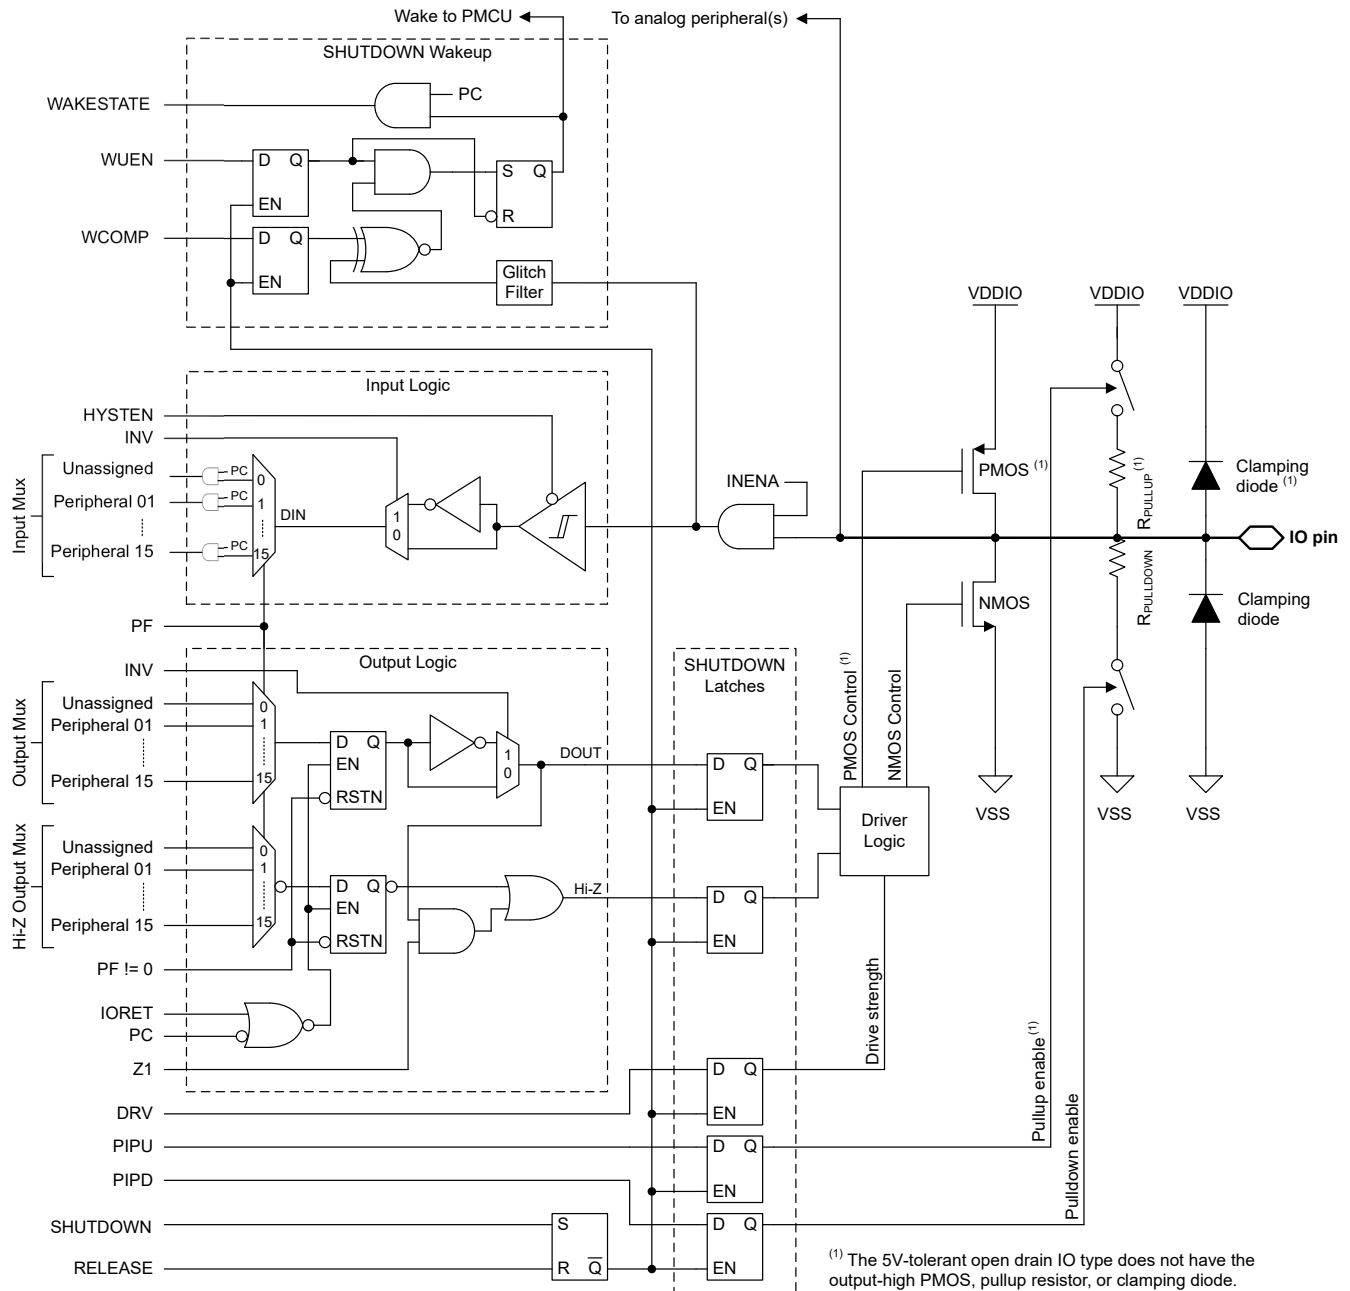 Wake to PMCU
To analog peripheral(s)
SHUTDOWN Wakeup
WAKESTATE
PC
WUEN
D Q
EN
S Q
R
WCOMP
D Q
EN
Glitch
Filter
VDDIO
VDDIO
VDDIO
Input Logic
HYSTEN
INV
Input Mux
Unassigned
PC
0
Peripheral 01
PC
1
Peripheral 15
PC
15
DIN
1
0
INENA
PMOS (1)
RPULLUP (1)
Clamping
diode (1)
IO pin
NMOS
RPULLDOWN
Clamping
diode
PF
Output Logic
INV
SHUTDOWN
Latches
PMOS Control (1)
NMOS Control
Output Mux
Unassigned
0
Peripheral 01
1
Peripheral 15
15
D Q
EN
RSTN
1
0
DOUT
D Q
EN
Driver
Logic
VSS
VSS
VSS
Hi-Z Output Mux
Unassigned
0
Peripheral 01
1
Peripheral 15
15
D Q
EN
RSTN
Hi-Z
D Q
EN
PF != 0
IORET
PC
Z1
Drive strength
D Q
EN
DRV
PIPU
D Q
EN
Pullup enable (1)
PIPD
Pulldown enable
SHUTDOWN
S
D Q
RELEASE
R Q
EN
(1) The 5V-tolerant open drain IO type does not have the
output-high PMOS, pullup resistor, or clamping diode.